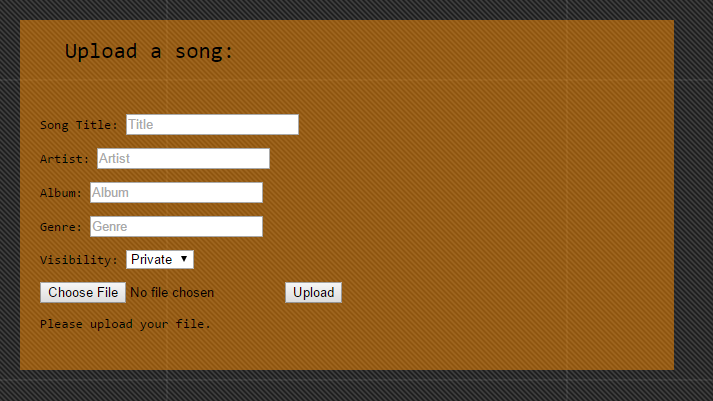 Upload a song:
Song Title: Title
Artist: Artist
Album: Album
Genre: Genre
Visibility: Private
Choose File No file chosen Upload
Please upload your file.